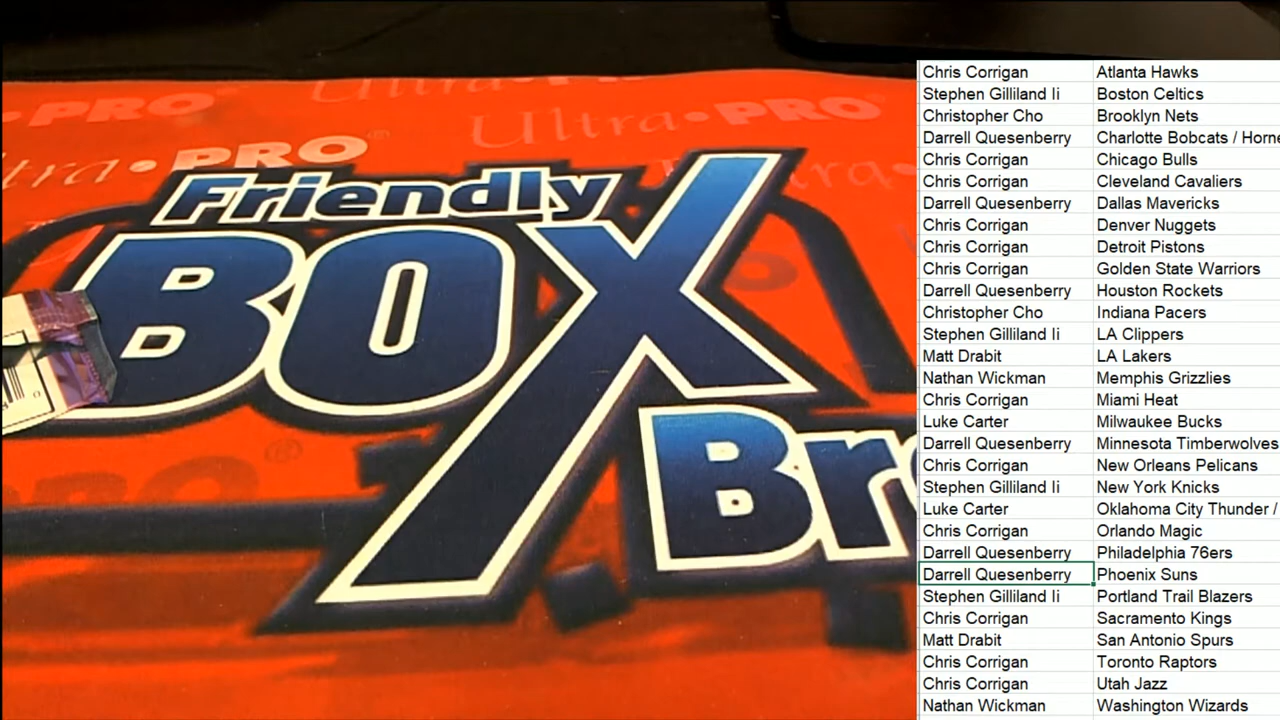 Ultra•PRO
PRO
Ultra•PRO®
tra•PRO®
Friendly
BOX
Br
Chris Corrigan Atlanta Hawks
Stephen Gilliland Ii Boston Celtics
Christopher Cho Brooklyn Nets
Darrell Quesenberry Charlotte Bobcats / Horne
Chris Corrigan Chicago Bulls
Chris Corrigan Cleveland Cavaliers
Darrell Quesenberry Dallas Mavericks
Chris Corrigan Denver Nuggets
Chris Corrigan Detroit Pistons
Chris Corrigan Golden State Warriors
Darrell Quesenberry Houston Rockets
Christopher Cho Indiana Pacers
Stephen Gilliland Ii LA Clippers
Matt Drabit LA Lakers
Nathan Wickman Memphis Grizzlies
Chris Corrigan Miami Heat
Luke Carter Milwaukee Bucks
Darrell Quesenberry Minnesota Timberwolves
Chris Corrigan New Orleans Pelicans
Stephen Gilliland Ii New York Knicks
Luke Carter Oklahoma City Thunder /
Chris Corrigan Orlando Magic
Darrell Quesenberry Philadelphia 76ers
Darrell Quesenberry Phoenix Suns
Stephen Gilliland Ii Portland Trail Blazers
Chris Corrigan Sacramento Kings
Matt Drabit San Antonio Spurs
Chris Corrigan Toronto Raptors
Chris Corrigan Utah Jazz
Nathan Wickman Washington Wizards